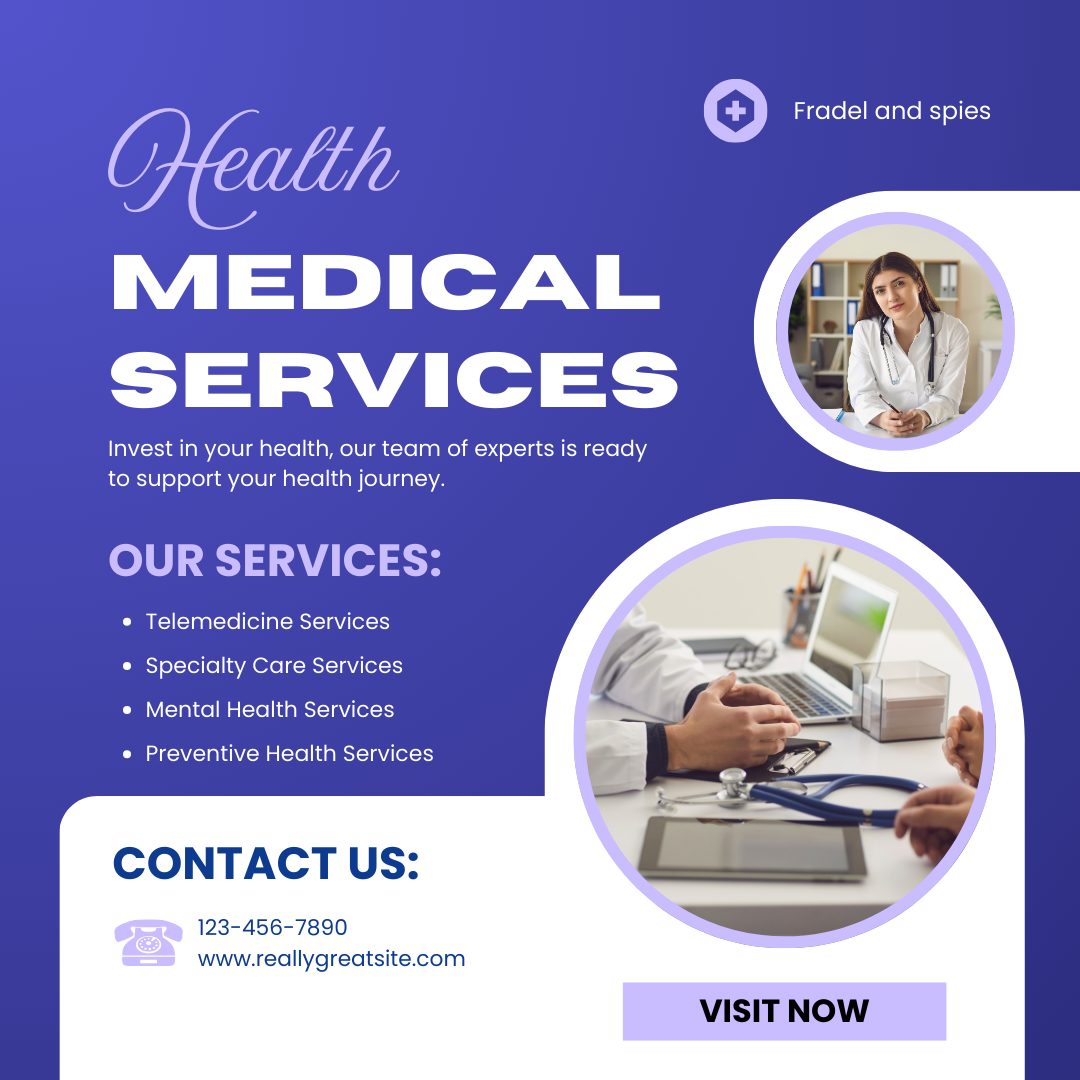 Fradel and spies
Health
MEDICAL
SERVICES
Invest in your health, our team of experts is ready
to support your health journey.
OUR SERVICES:
• Telemedicine Services
• Specialty Care Services
• Mental Health Services
• Preventive Health Services
CONTACT US:
123-456-7890
www.reallygreatsite.com
VISIT NOW